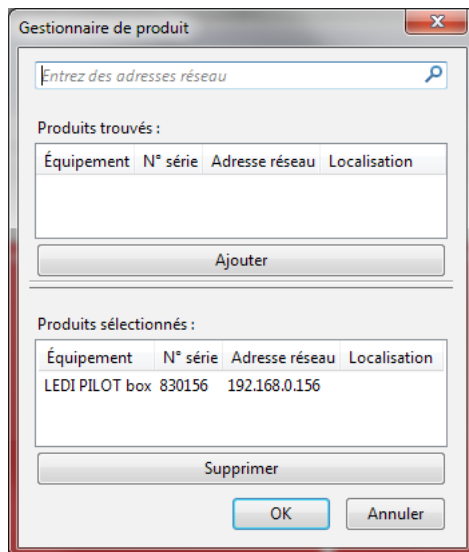 Gestionnaire de produit
Entrez des adresses réseau
Produits trouvés :
Équipement N° série Adresse réseau Localisation
Ajouter
Produits sélectionnés :
Équipement N° série Adresse réseau Localisation
LEDI PILOT box 830156 192.168.0.156
Supprimer
OK Annuler